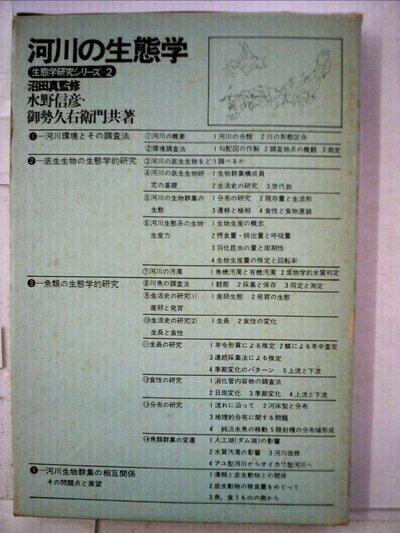 河川の生態学
生態学研究シリーズ 2
沼田真監修
水野信彦・
御勢久右衛門共著
❶―河川環境とその調査法 ①河川の概要 1河川の分類 2川の形態区分
②環境調査法 1勾配図の作製 2調査地点の概観 3測定
❷―底生生物の生態学的研究 ③河川の底生生物をどう調べるか
④河川の底生生物研 1生物群集構成員
究の基礎 2生活史の研究 3世代数
⑤河川の生物群集の 1分布の研究 2現存量と生活形
生態 3遷移と極相 4食性と食物連鎖
⑥河川生態系の生物 1生物生産の概念
生産力 2摂食量・排出量と呼吸量
3羽化昆虫の量と周期性
4生物生産量の推定と回転率
⑦河川の汚濁 1無機汚濁と有機汚濁 2生物学的水質判定
❸―魚類の生態学的研究 ⑧川魚の調査法 1観察 2採集と保存 3同定と測定
⑨生活史の研究(1) 1産卵生態 2発育の生態
産卵と発育
⑩生活史の研究(2) 1生長 2食性の変化
生長と食性
⑪生長の研究 1年令形質による推定 2鱗による年令査定
3連続採集法による推定
4季節変化のパターン 5上流と下流
⑫食性の研究 1消化管内容物の調査法
2日周変化 3季節変化 4上流と下流
⑬分布の研究 1流れに沿って 2河床型と分布
3地理的分布に関する問題
4純淡水魚の移動 5陸封種の分布域形成
⑭魚類群集の変遷 1人工湖(ダム湖)の影響
2水質汚濁の影響 3河川改修
4アユ型河川からオイカワ型河川へ
❹―河川生物群集の相互関係 1藻類と底生動物との関係
その問題点と展望 2底生動物の被食量をめぐって
3魚，食うものの側から